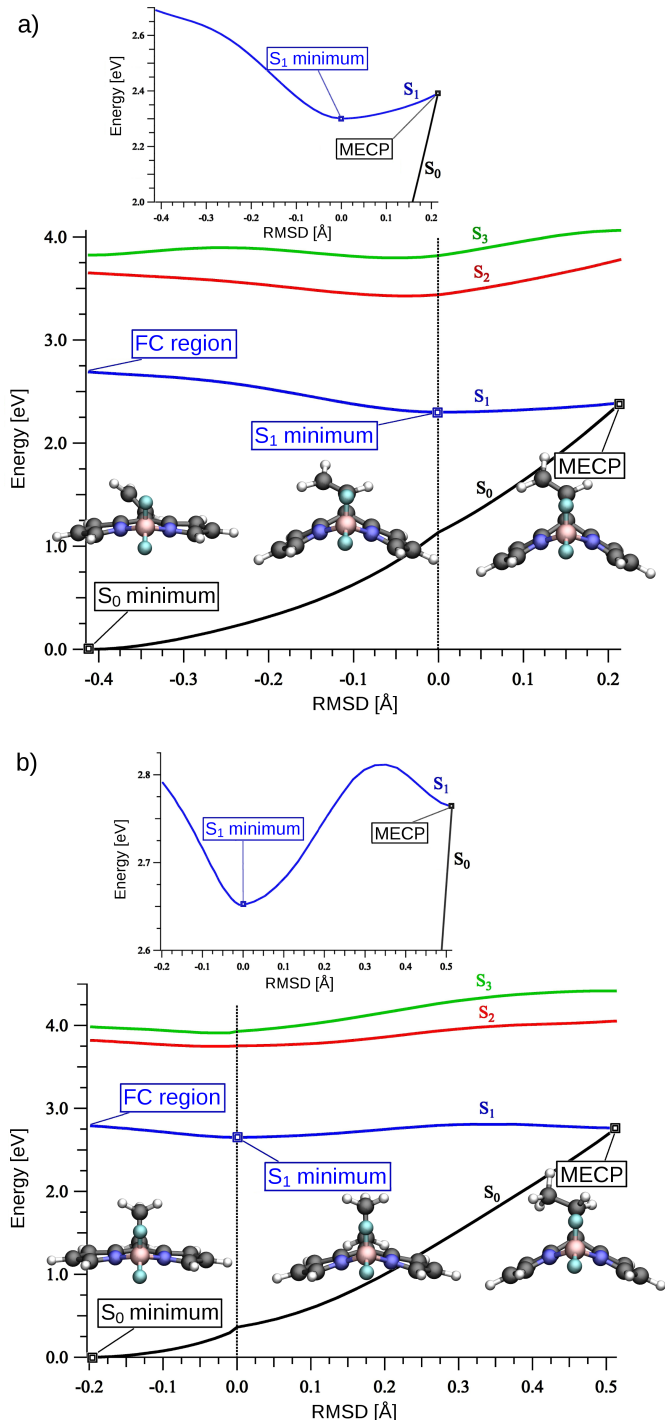 a)
2.6
2.4
2.2
2.0
Energy [eV]
S1 minimum
S1
MECP
S0
-0.4 -0.3 -0.2 -0.1 0.0 0.1 0.2
RMSD [Å]
4.0
3.0
2.0
1.0
0.0
Energy [eV]
S3
S2
FC region
S1
S1 minimum
MECP
S0
S0 minimum
-0.4 -0.3 -0.2 -0.1 0.0 0.1 0.2
RMSD [Å]
b)
2.8
2.7
2.6
Energy [eV]
S1
S1 minimum
MECP
S0
-0.2 -0.1 0.0 0.1 0.2 0.3 0.4 0.5
RMSD [Å]
4.0
3.0
2.0
1.0
0.0
Energy [eV]
S3
S2
FC region
S1
S1 minimum
MECP
S0
S0 minimum
-0.2 -0.1 0.0 0.1 0.2 0.3 0.4 0.5
RMSD [Å]